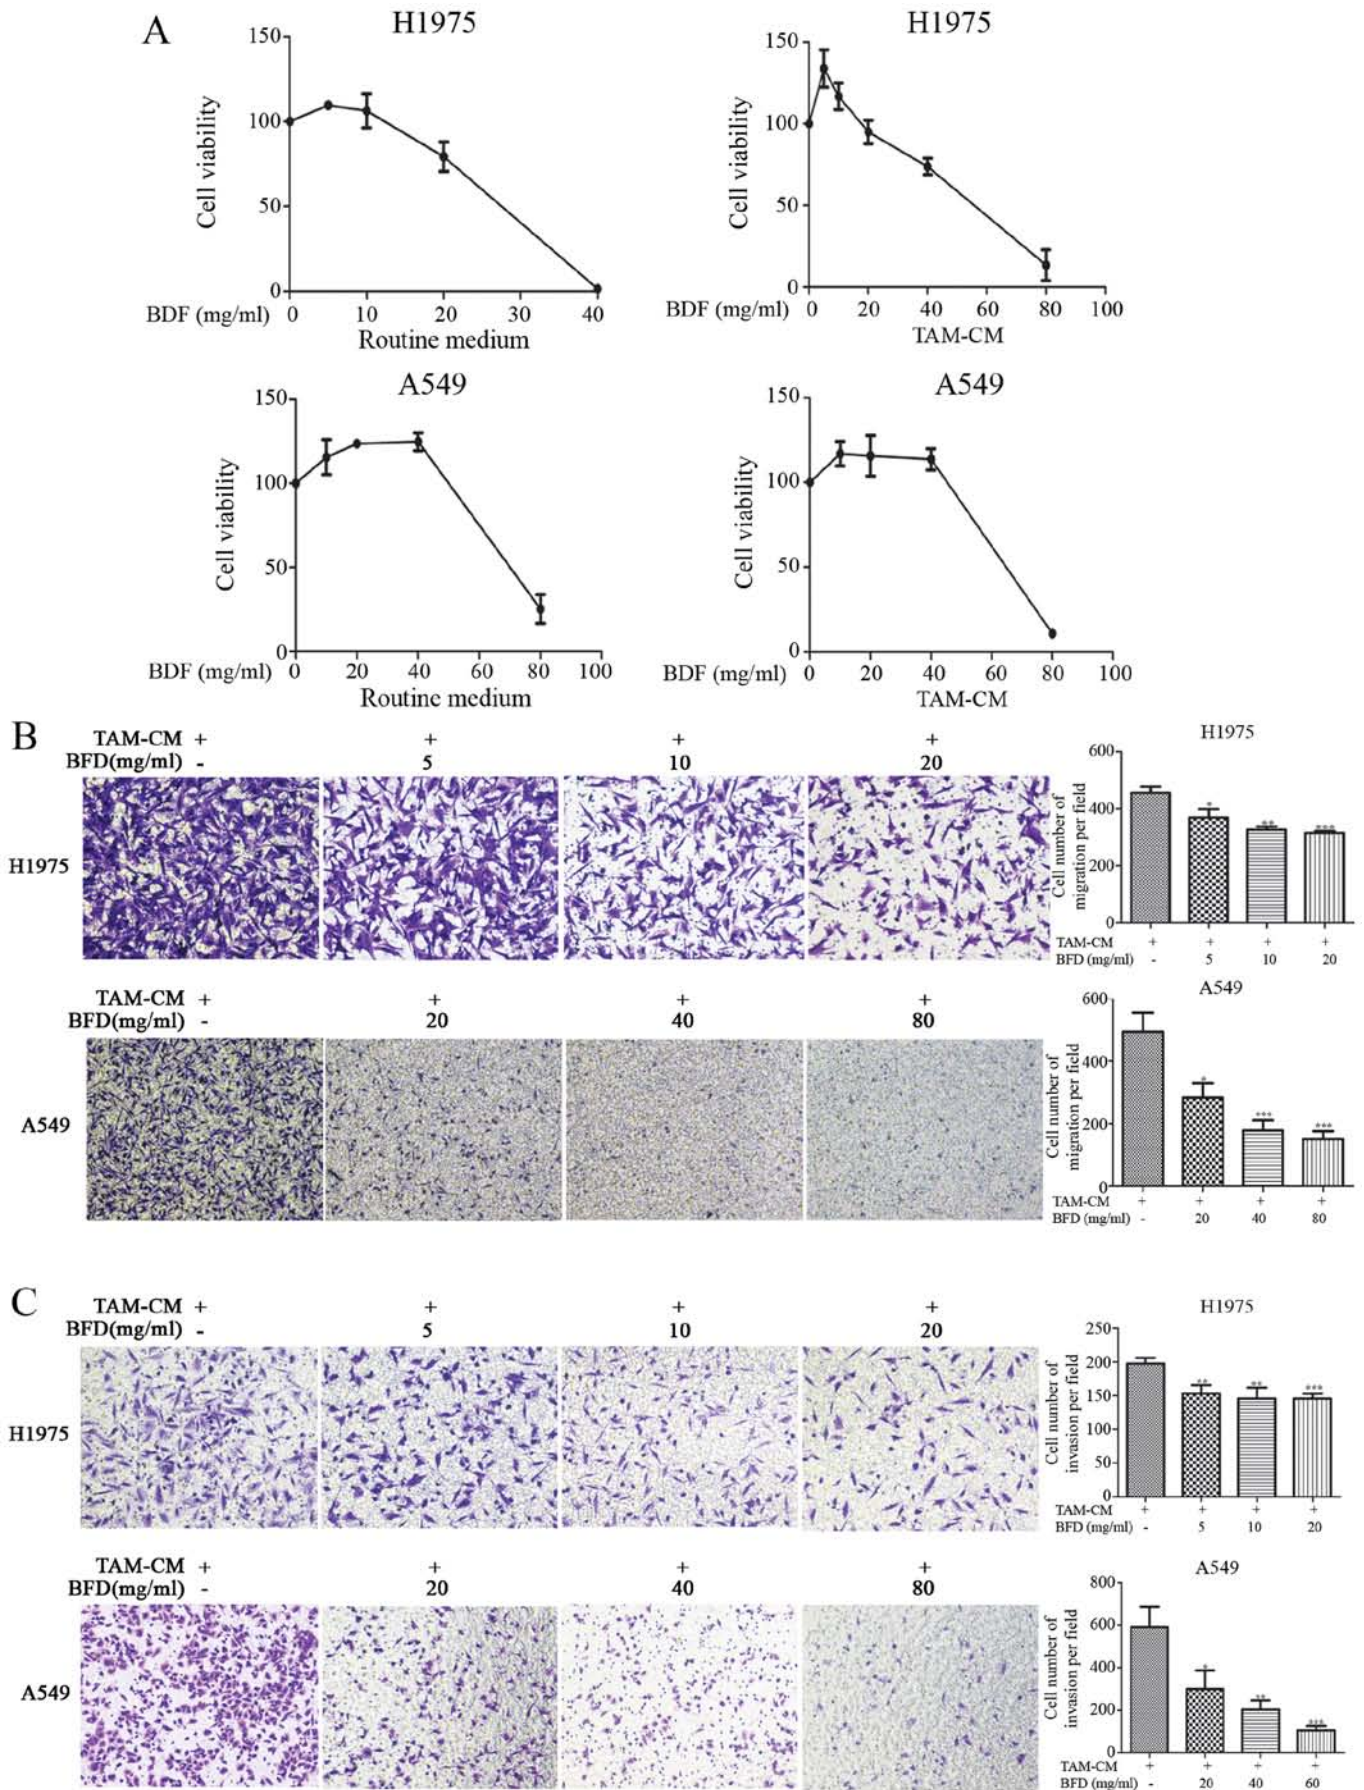 A
H1975
150
100
50
0
Cell viability
BDF (mg/ml) 0 10 20 30 40
Routine medium
H1975
150
100
50
0
Cell viability
BDF (mg/ml) 0 20 40 60 80 100
TAM-CM
A549
150
100
50
0
Cell viability
BDF (mg/ml) 0 20 40 60 80 100
Routine medium
A549
150
100
50
0
Cell viability
BDF (mg/ml) 0 20 40 60 80 100
TAM-CM
B
TAM-CM + + + +
BFD(mg/ml) - 5 10 20
H1975
H1975
600
400
200
0
Cell number of
migration per field
* ** ***
TAM-CM + + + +
BFD (mg/ml) - 5 10 20
TAM-CM + + + +
BFD(mg/ml) - 20 40 80
A549
A549
600
400
200
0
Cell number of
migration per field
* *** ***
TAM-CM + + + +
BFD (mg/ml) - 20 40 80
C
TAM-CM + + + +
BFD(mg/ml) - 5 10 20
H1975
H1975
250
200
150
100
50
0
Cell number of
invasion per field
** ** ***
TAM-CM + + + +
BFD (mg/ml) - 5 10 20
TAM-CM + + + +
BFD(mg/ml) - 20 40 80
A549
A549
800
600
400
200
0
Cell number of
invasion per field
* ** ***
TAM-CM + + + +
BFD (mg/ml) - 20 40 60